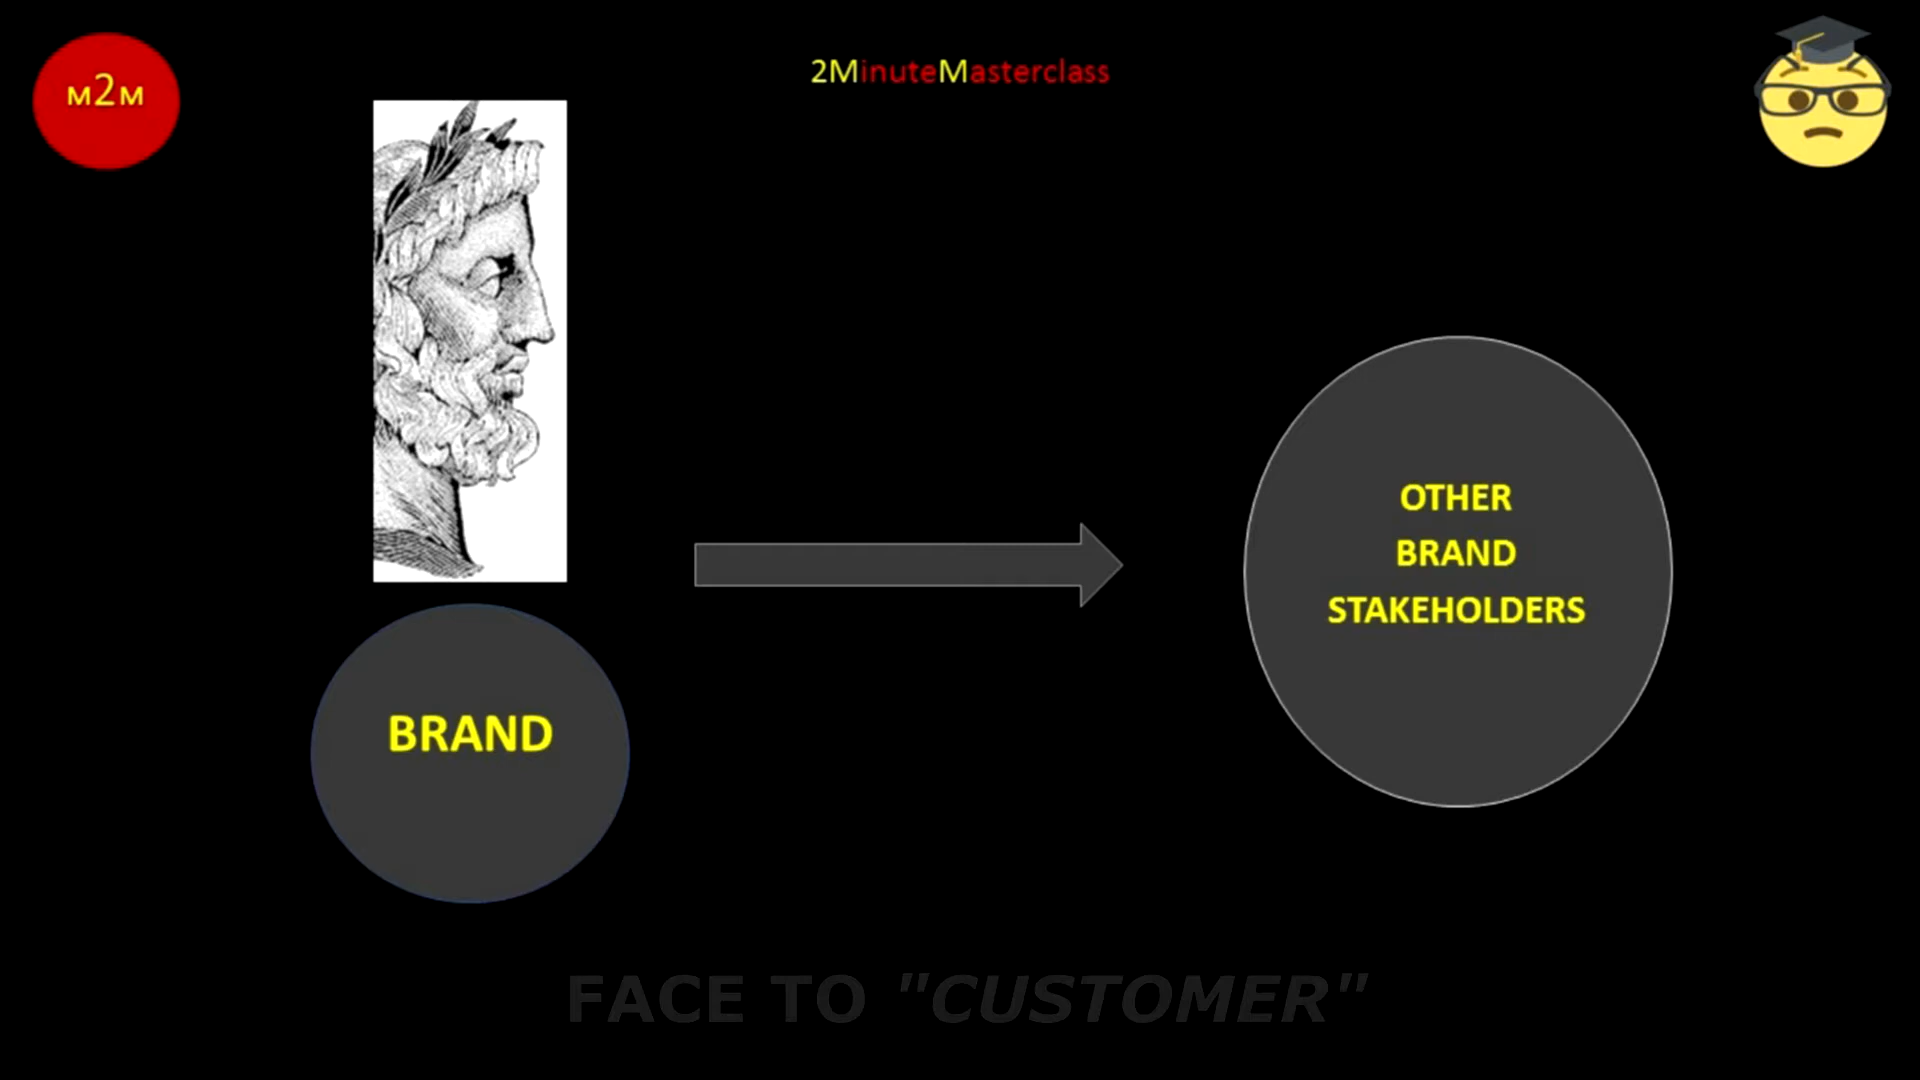 M2M
2MinuteMasterclass
OTHER
BRAND
STAKEHOLDERS
BRAND
FACE TO "CUSTOMER"